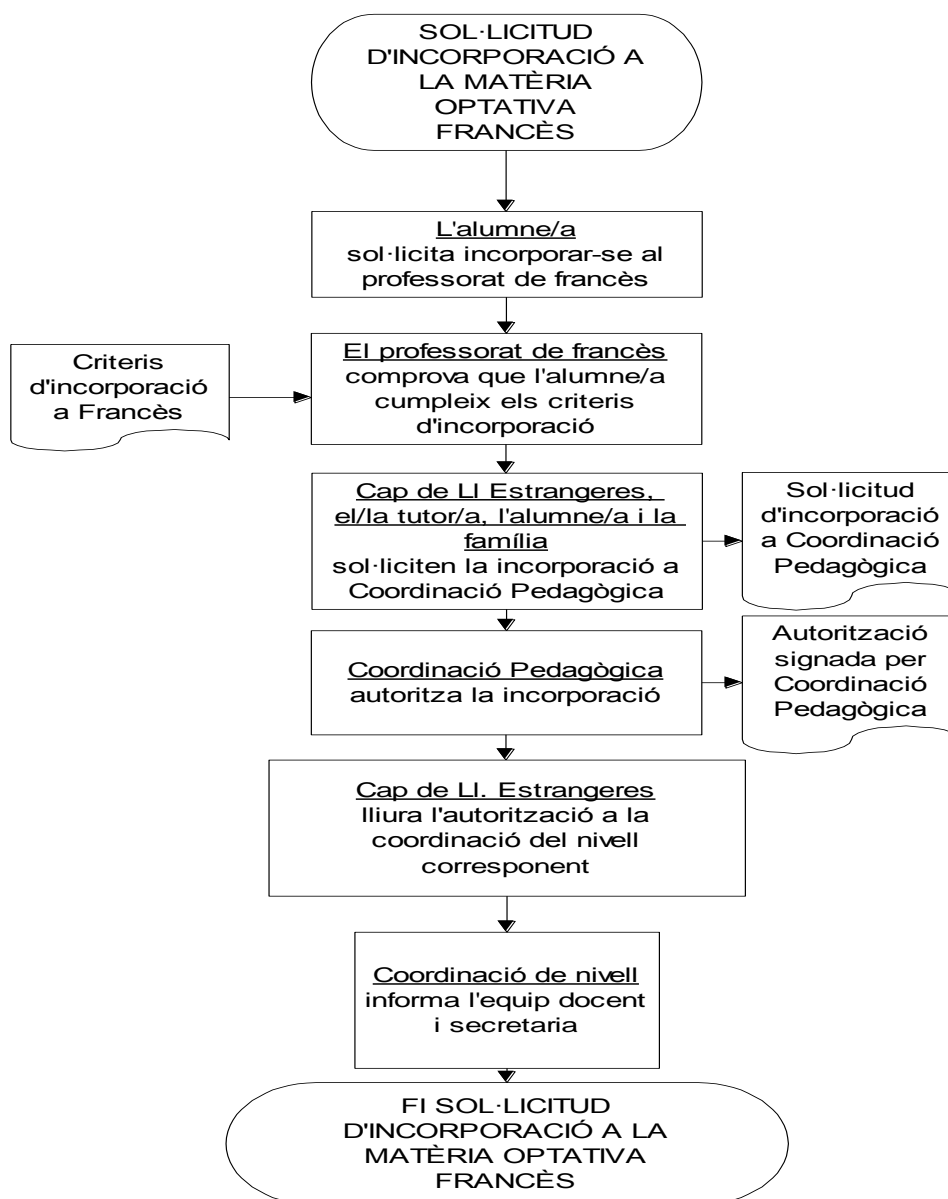 SOL·LICITUD
D'INCORPORACIÓ A
LA MATÈRIA
OPTATIVA
FRANCÈS
L'alumne/a
sol·licita incorporar-se al
professorat de francès
Criteris
d'incorporació
a Francès
El professorat de francès
comprova que l'alumne/a
cumpleix els criteris
d'incorporació
Cap de Ll Estrangeres,
el/la tutor/a, l'alumne/a i la
família
sol·liciten la incorporació a
Coordinació Pedagògica
Sol·licitud
d'incorporació
a Coordinació
Pedagògica
Coordinació Pedagògica
autoritza la incorporació
Autorització
signada per
Coordinació
Pedagògica
Cap de Ll. Estrangeres
lliura l'autorització a la
coordinació del nivell
corresponent
Coordinació de nivell
informa l'equip docent
i secretaria
FI SOL·LICITUD
D'INCORPORACIÓ A LA
MATÈRIA OPTATIVA
FRANCÈS